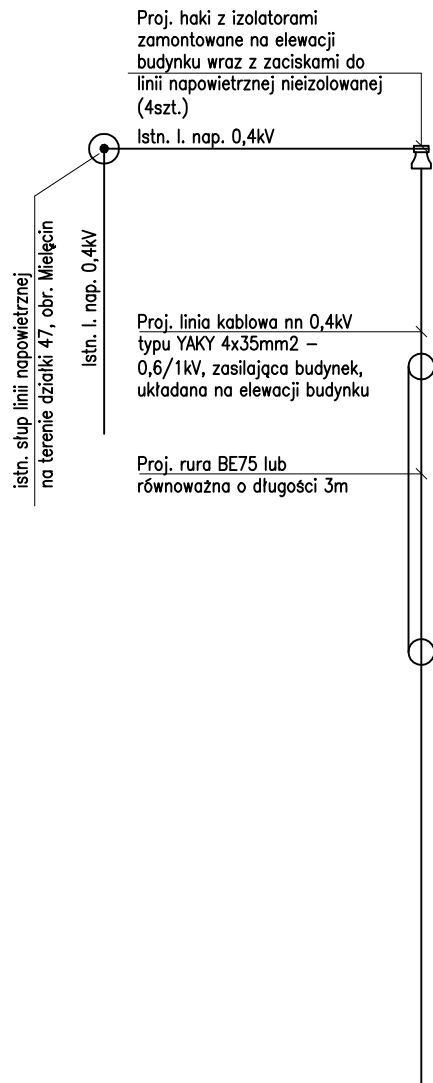 Proj. haki z izolatorami
zamontowane na elewacji
budynku wraz z zaciskami do
linii napowietrznej nieizolowanej
(4szt.)
Istn. l. nap. 0,4kV
istn. słup linii napowietrznej
na terenie działki 47, obr. Mielęcin
Istn. l. nap. 0,4kV
Proj. linia kablowa nn 0,4kV
typu YAKY 4x35mm2 –
0,6/1kV, zasilająca budynek,
układana na elewacji budynku
Proj. rura BE75 lub
równoważna o długości 3m